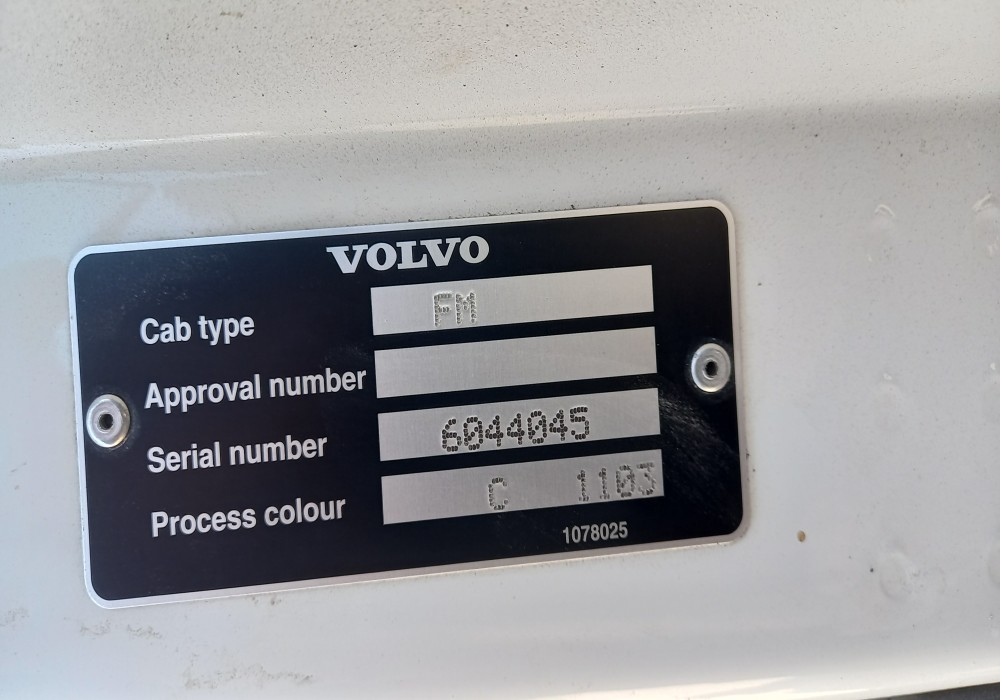 VOLVO
Cab type FM
Approval number
Serial number 6044045
Process colour C 1103
1078025